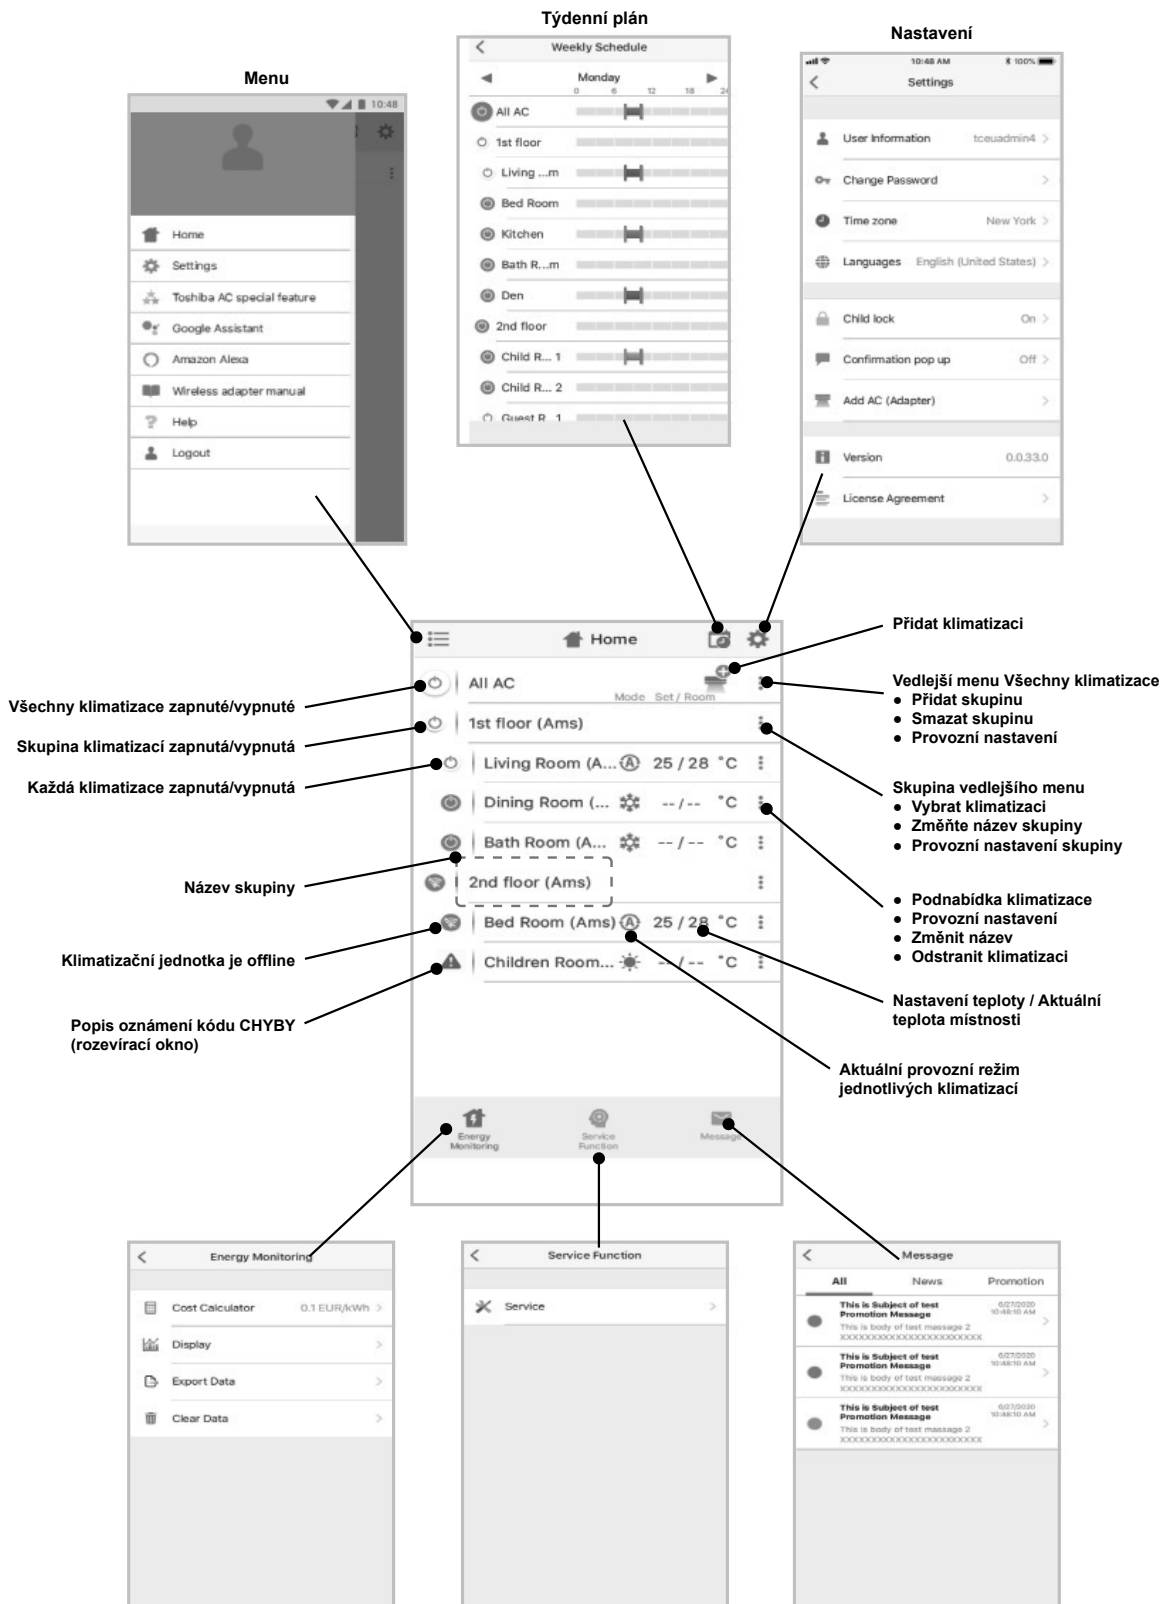 Týdenní plán
Weekly Schedule
Monday
0 6 12 18 24
All AC
1st floor
Living ...m
Bed Room
Kitchen
Bath R...m
Den
2nd floor
Child R... 1
Child R... 2
Guest R...1
Nastavení
10:48 AM 100%
Settings
User Information tceuadmin4
Change Password
Time zone New York
Languages English (United States)
Child lock On
Confirmation pop up Off
Add AC (Adapter)
Version 0.0.33.0
License Agreement
Menu
10:48
Home
Settings
Toshiba AC special feature
Google Assistant
Amazon Alexa
Wireless adapter manual
Help
Logout
Home
All AC
Mode Set / Room
1st floor (Ams)
Living Room (A... 25 / 28 °C
Dining Room (... -- / -- °C
Bath Room (A... -- / -- °C
2nd floor (Ams)
Bed Room (Ams) 25 / 28 °C
Children Room... -- / -- °C
Energy Monitoring
Service Function
Message
Všechny klimatizace zapnuté/vypnuté
Skupina klimatizací zapnutá/vypnutá
Každá klimatizace zapnutá/vypnutá
Název skupiny
Klimatizační jednotka je offline
Popis oznámení kódu CHYBY
(rozevírací okno)
Přidat klimatizaci
Vedlejší menu Všechny klimatizace
● Přidat skupinu
● Smazat skupinu
● Provozní nastavení
Skupina vedlejšího menu
● Vybrat klimatizaci
● Změňte název skupiny
● Provozní nastavení skupiny
● Podnabídka klimatizace
● Provozní nastavení
● Změnit název
● Odstranit klimatizaci
Nastavení teploty / Aktuální
teplota místnosti
Aktuální provozní režim
jednotlivých klimatizací
Energy Monitoring
Cost Calculator 0.1 EUR/kWh
Display
Export Data
Clear Data
Service Function
Service
Message
All News Promotion
This is Subject of test 6/27/2020
Promotion Message 10:48:10 AM
This is body of test message 2
XXXXXXXXXXXXXXXXXXXXXXX
This is Subject of test 6/27/2020
Promotion Message 10:48:10 AM
This is body of test message 2
XXXXXXXXXXXXXXXXXXXXXXX
This is Subject of test 6/27/2020
Promotion Message 10:48:10 AM
This is body of test message 2
XXXXXXXXXXXXXXXXXXXXXXX